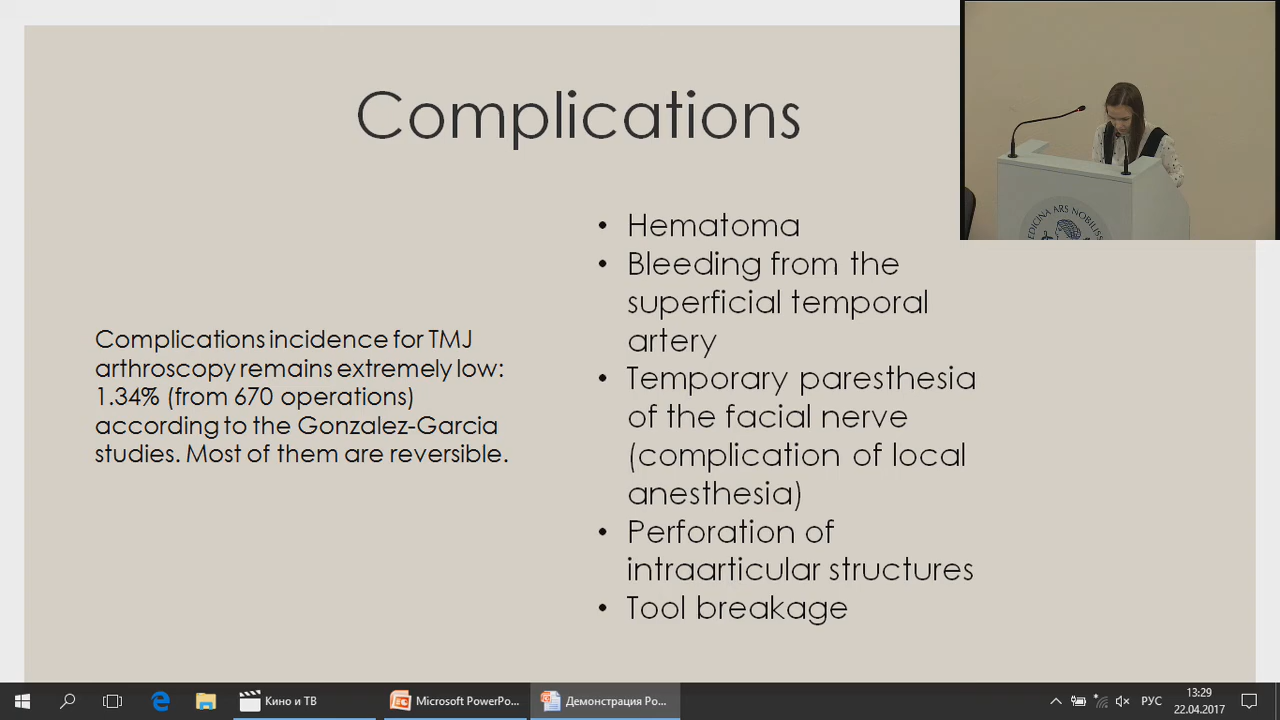 Complications
Complications incidence for TMJ
arthroscopy remains extremely low:
1.34% (from 670 operations)
according to the Gonzalez-Garcia
studies. Most of them are reversible.
• Hematoma
• Bleeding from the
superficial temporal
artery
• Temporary paresthesia
of the facial nerve
(complication of local
anesthesia)
• Perforation of
intraarticular structures
• Tool breakage
MEDICINA ARS NOBILISS
Кино и ТВ
Microsoft PowerPo...
Демонстрация Po...
РУС
13:29
22.04.2017